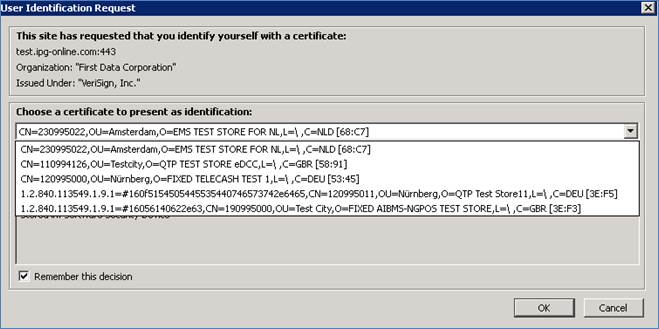 User Identification Request
This site has requested that you identify yourself with a certificate:
test.ipg-online.com:443
Organization: "First Data Corporation"
Issued Under: "VeriSign, Inc."
Choose a certificate to present as identification:
CN=230995022,OU=Amsterdam,O=EMS TEST STORE FOR NL,L=\ ,C=NLD [68:C7]
CN=230995022,OU=Amsterdam,O=EMS TEST STORE FOR NL,L=\ ,C=NLD [68:C7]
CN=110994126,OU=Testcity,O=QTP TEST STORE eDCC,L=\ ,C=GBR [58:91]
CN=120995000,OU=Nürnberg,O=FIXED TELECASH TEST 1,L=\ ,C=DEU [53:45]
1.2.840.113549.1.9.1=#160f5154505445535440746573742e6465,CN=120995011,OU=Nürnberg,O=QTP Test Store11,L=\ ,C=DEU [3E:F5]
1.2.840.113549.1.9.1=#16056140622e63,CN=190995000,OU=Test City,O=FIXED AIBMS-NGPOS TEST STORE,L=\ ,C=GBR [3E:F3]
Remember this decision
OK
Cancel